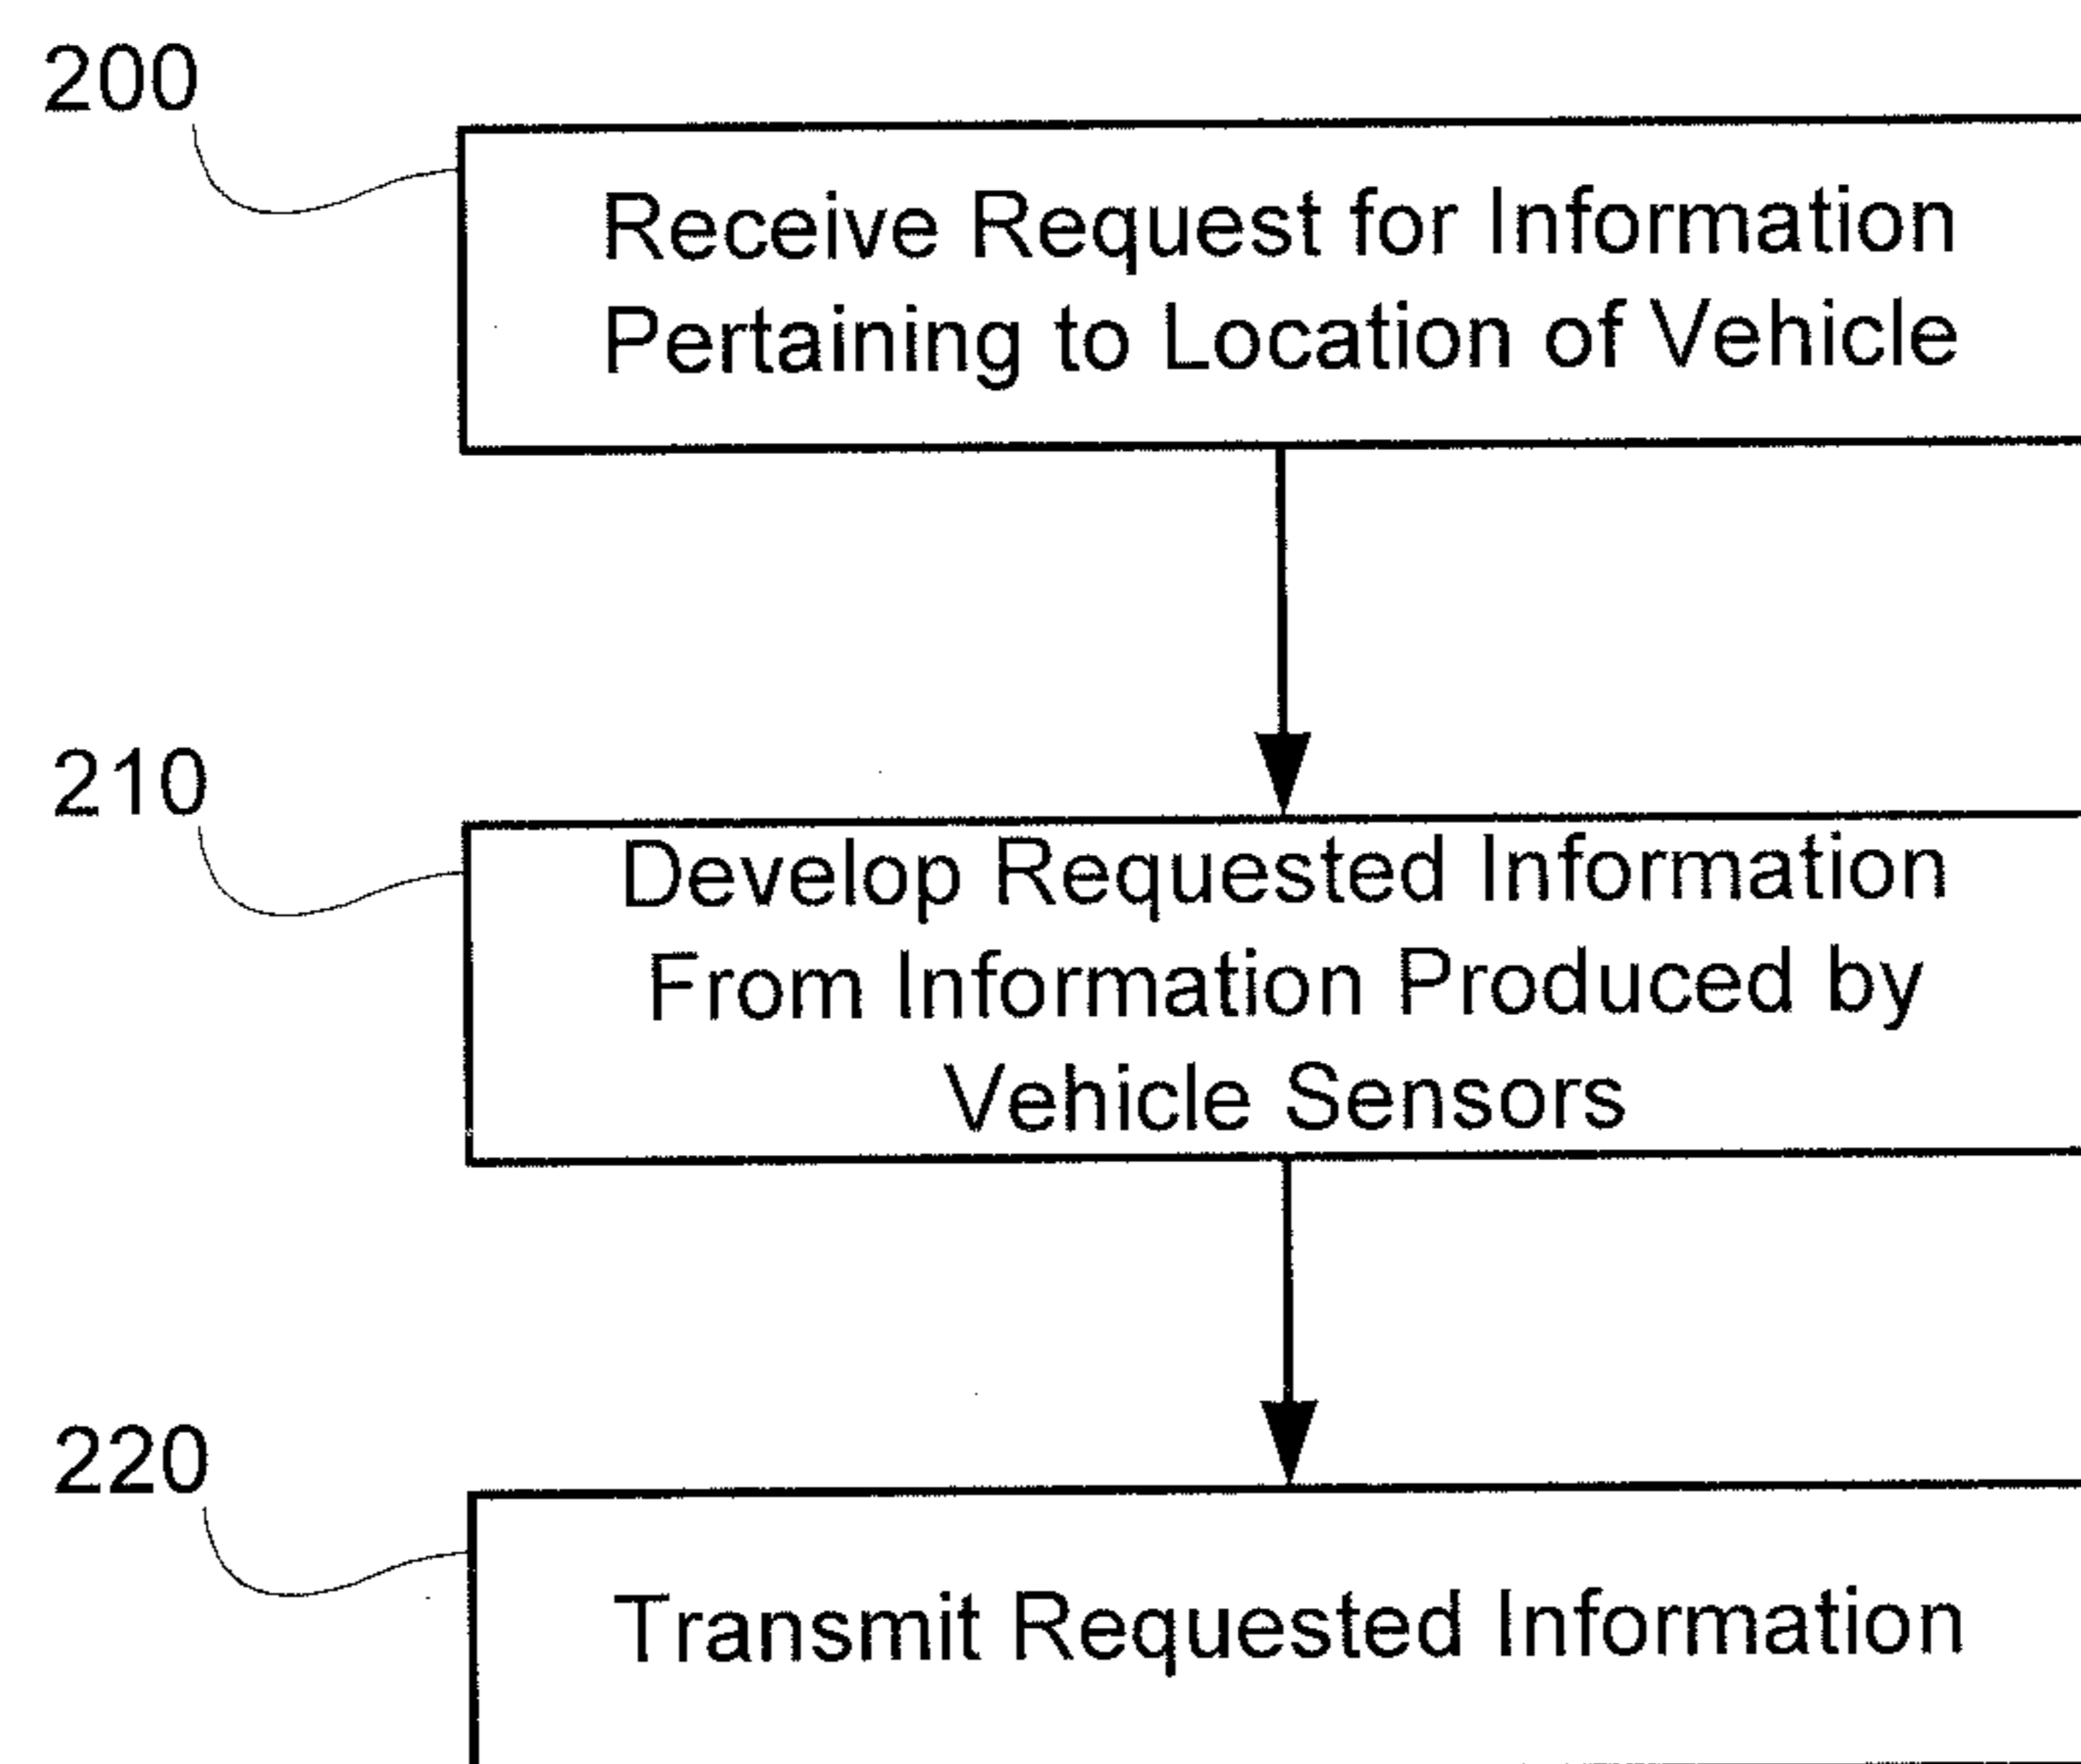 200
Receive Request for Information
Pertaining to Location of Vehicle
210
Develop Requested Information
From Information Produced by
Vehicle Sensors
220
Transmit Requested Information